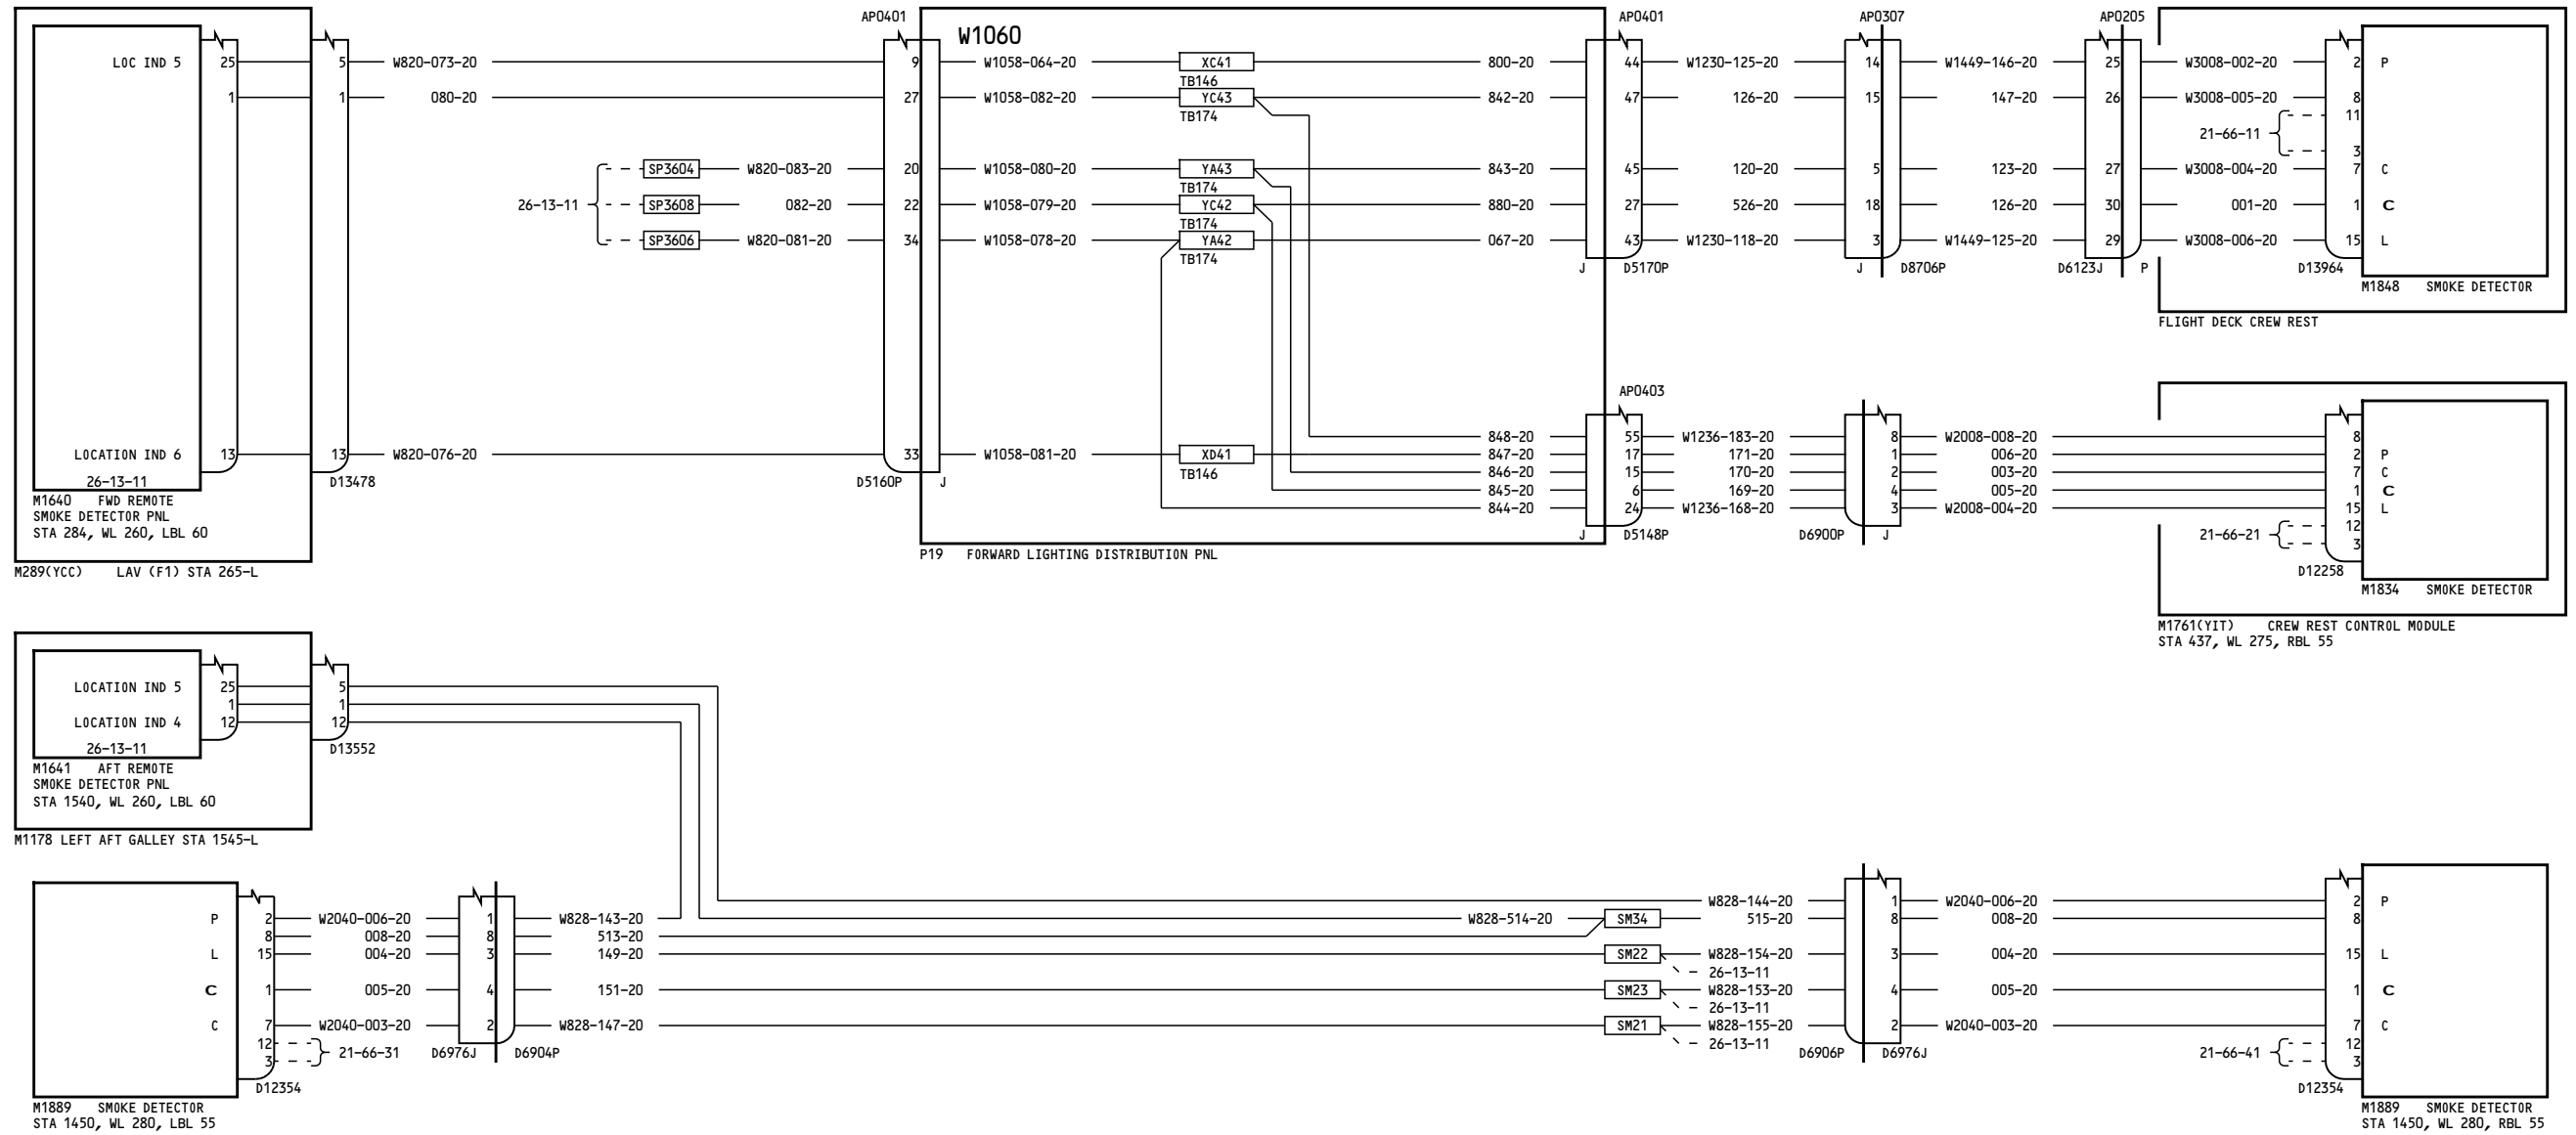 AP0401
W1060
AP0401
AP0307
AP0205
LOC IND 5 25 5 W820-073-20 9 W1058-064-20 XC41 800-20 44 W1230-125-20 14 W1449-146-20 25 W3008-002-20 2 P
TB146
1 1 080-20 27 W1058-082-20 YC43 842-20 47 126-20 15 147-20 26 W3008-005-20 8
TB174
11
21-66-11
3
SP3604 W820-083-20 20 W1058-080-20 YA43 843-20 45 120-20 5 123-20 27 W3008-004-20 7 C
TB174
26-13-11 SP3608 082-20 22 W1058-079-20 YC42 880-20 27 526-20 18 126-20 30 001-20 1 C
TB174
SP3606 W820-081-20 34 W1058-078-20 YA42 067-20 43 W1230-118-20 3 W1449-125-20 29 W3008-006-20 15 L
TB174
J D5170P J D8706P D6123J P D13964
M1848 SMOKE DETECTOR
FLIGHT DECK CREW REST
AP0403
848-20 55 W1236-183-20 8 W2008-008-20 8
LOCATION IND 6 13 13 W820-076-20 33 W1058-081-20 XD41 847-20 17 171-20 1 006-20 2 P
TB146
846-20 15 170-20 2 003-20 7 C
845-20 6 169-20 4 005-20 1 C
844-20 24 W1236-168-20 3 W2008-004-20 15 L
12
21-66-21
3
26-13-11
D13478
D5160P J
J D5148P D6900P J
D12258
M1640 FWD REMOTE
SMOKE DETECTOR PNL
STA 284, WL 260, LBL 60
P19 FORWARD LIGHTING DISTRIBUTION PNL
M289(YCC) LAV (F1) STA 265-L
M1834 SMOKE DETECTOR
M1761(YIT) CREW REST CONTROL MODULE
STA 437, WL 275, RBL 55
LOCATION IND 5 25 5
1 1
LOCATION IND 4 12 12
26-13-11
D13552
M1641 AFT REMOTE
SMOKE DETECTOR PNL
STA 1540, WL 260, LBL 60
M1178 LEFT AFT GALLEY STA 1545-L
W828-144-20 1 W2040-006-20 2 P
P 2 W2040-006-20 1 W828-143-20 W828-514-20 SM34 515-20 8 008-20 8
8 008-20 8 513-20
L 15 004-20 3 149-20 SM22 W828-154-20 3 004-20 15 L
26-13-11
C 1 005-20 4 151-20 SM23 W828-153-20 4 005-20 1 C
26-13-11
C 7 W2040-003-20 2 W828-147-20 SM21 W828-155-20 2 W2040-003-20 7 C
26-13-11
12 12
21-66-31 21-66-41
3 3
D6976J D6904P D6906P D6976J
D12354 D12354
M1889 SMOKE DETECTOR
STA 1450, WL 280, LBL 55
M1889 SMOKE DETECTOR
STA 1450, WL 280, RBL 55